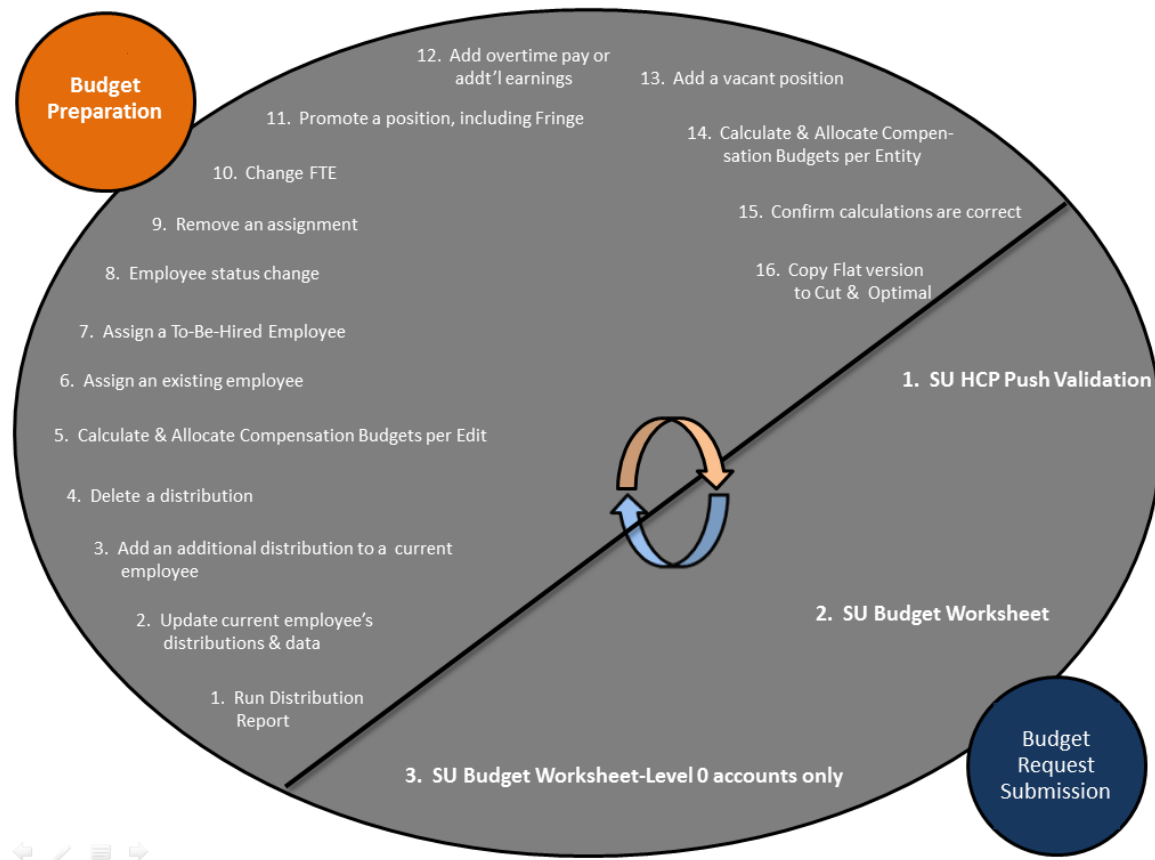 Budget
Preparation
12. Add overtime pay or
addt'l earnings
13. Add a vacant position
11. Promote a position, including Fringe
14. Calculate & Allocate Compen-
sation Budgets per Entity
10. Change FTE
15. Confirm calculations are correct
9. Remove an assignment
16. Copy Flat version
to Cut & Optimal
8. Employee status change
7. Assign a To-Be-Hired Employee
6. Assign an existing employee
5. Calculate & Allocate Compensation Budgets per Edit
4. Delete a distribution
3. Add an additional distribution to a current
employee
2. Update current employee's
distributions & data
1. Run Distribution
Report
1. SU HCP Push Validation
2. SU Budget Worksheet
3. SU Budget Worksheet-Level 0 accounts only
Budget
Request
Submission